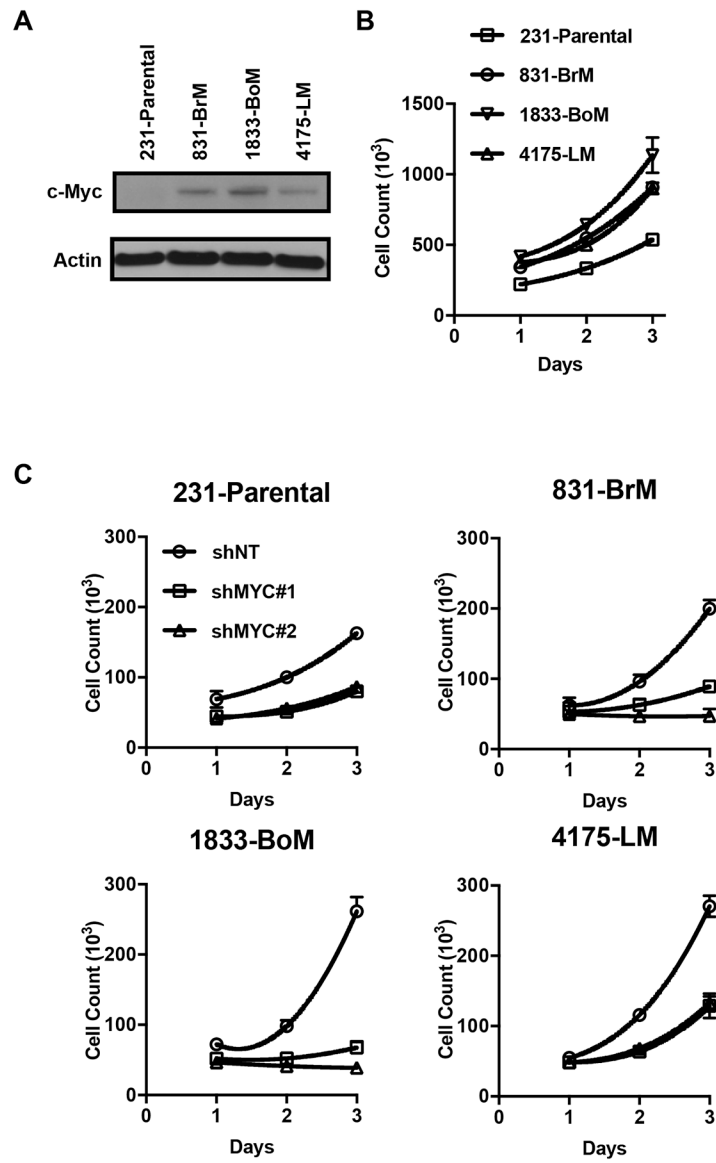 A
231-Parental
831-BrM
1833-BoM
4175-LM
c-Myc
Actin
B
231-Parental
831-BrM
1833-BoM
4175-LM
1500
1000
500
0
Cell Count (10³)
0 1 2 3
Days
C
231-Parental
300
200
100
0
Cell Count (10³)
shNT
shMYC#1
shMYC#2
0 1 2 3
Days
831-BrM
300
200
100
0
Cell Count (10³)
0 1 2 3
Days
1833-BoM
300
200
100
0
Cell Count (10³)
0 1 2 3
Days
4175-LM
300
200
100
0
Cell Count (10³)
0 1 2 3
Days